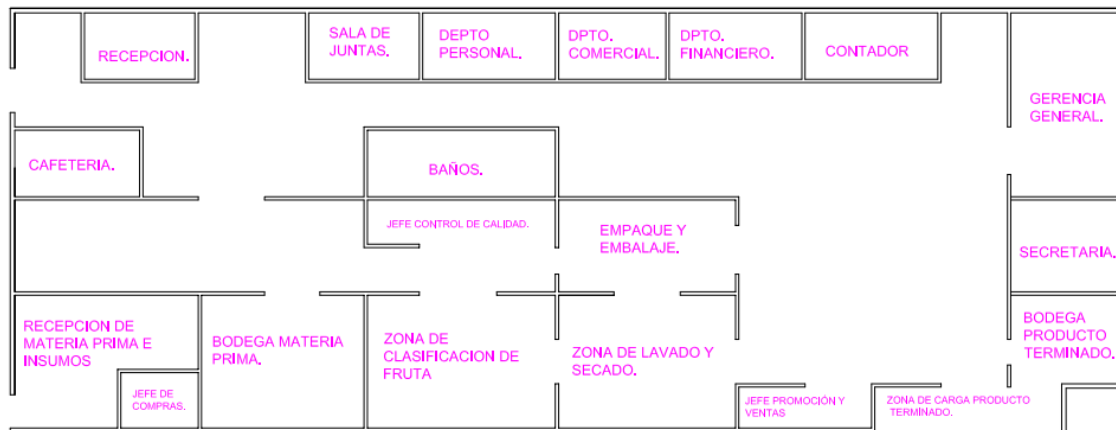 RECEPCION.
SALA DE
JUNTAS.
DEPTO
PERSONAL.
DPTO.
COMERCIAL.
DPTO.
FINANCIERO.
CONTADOR
GERENCIA
GENERAL.
CAFETERIA.
BAÑOS.
JEFE CONTROL DE CALIDAD.
EMPAQUE Y
EMBALAJE.
SECRETARIA.
RECEPCION DE
MATERIA PRIMA E
INSUMOS
BODEGA MATERIA
PRIMA.
ZONA DE
CLASIFICACION DE
FRUTA
ZONA DE LAVADO Y
SECADO.
BODEGA
PRODUCTO
TERMINADO.
JEFE DE
COMPRAS.
JEFE PROMOCIÓN Y
VENTAS
ZONA DE CARGA PRODUCTO
TERMINADO.